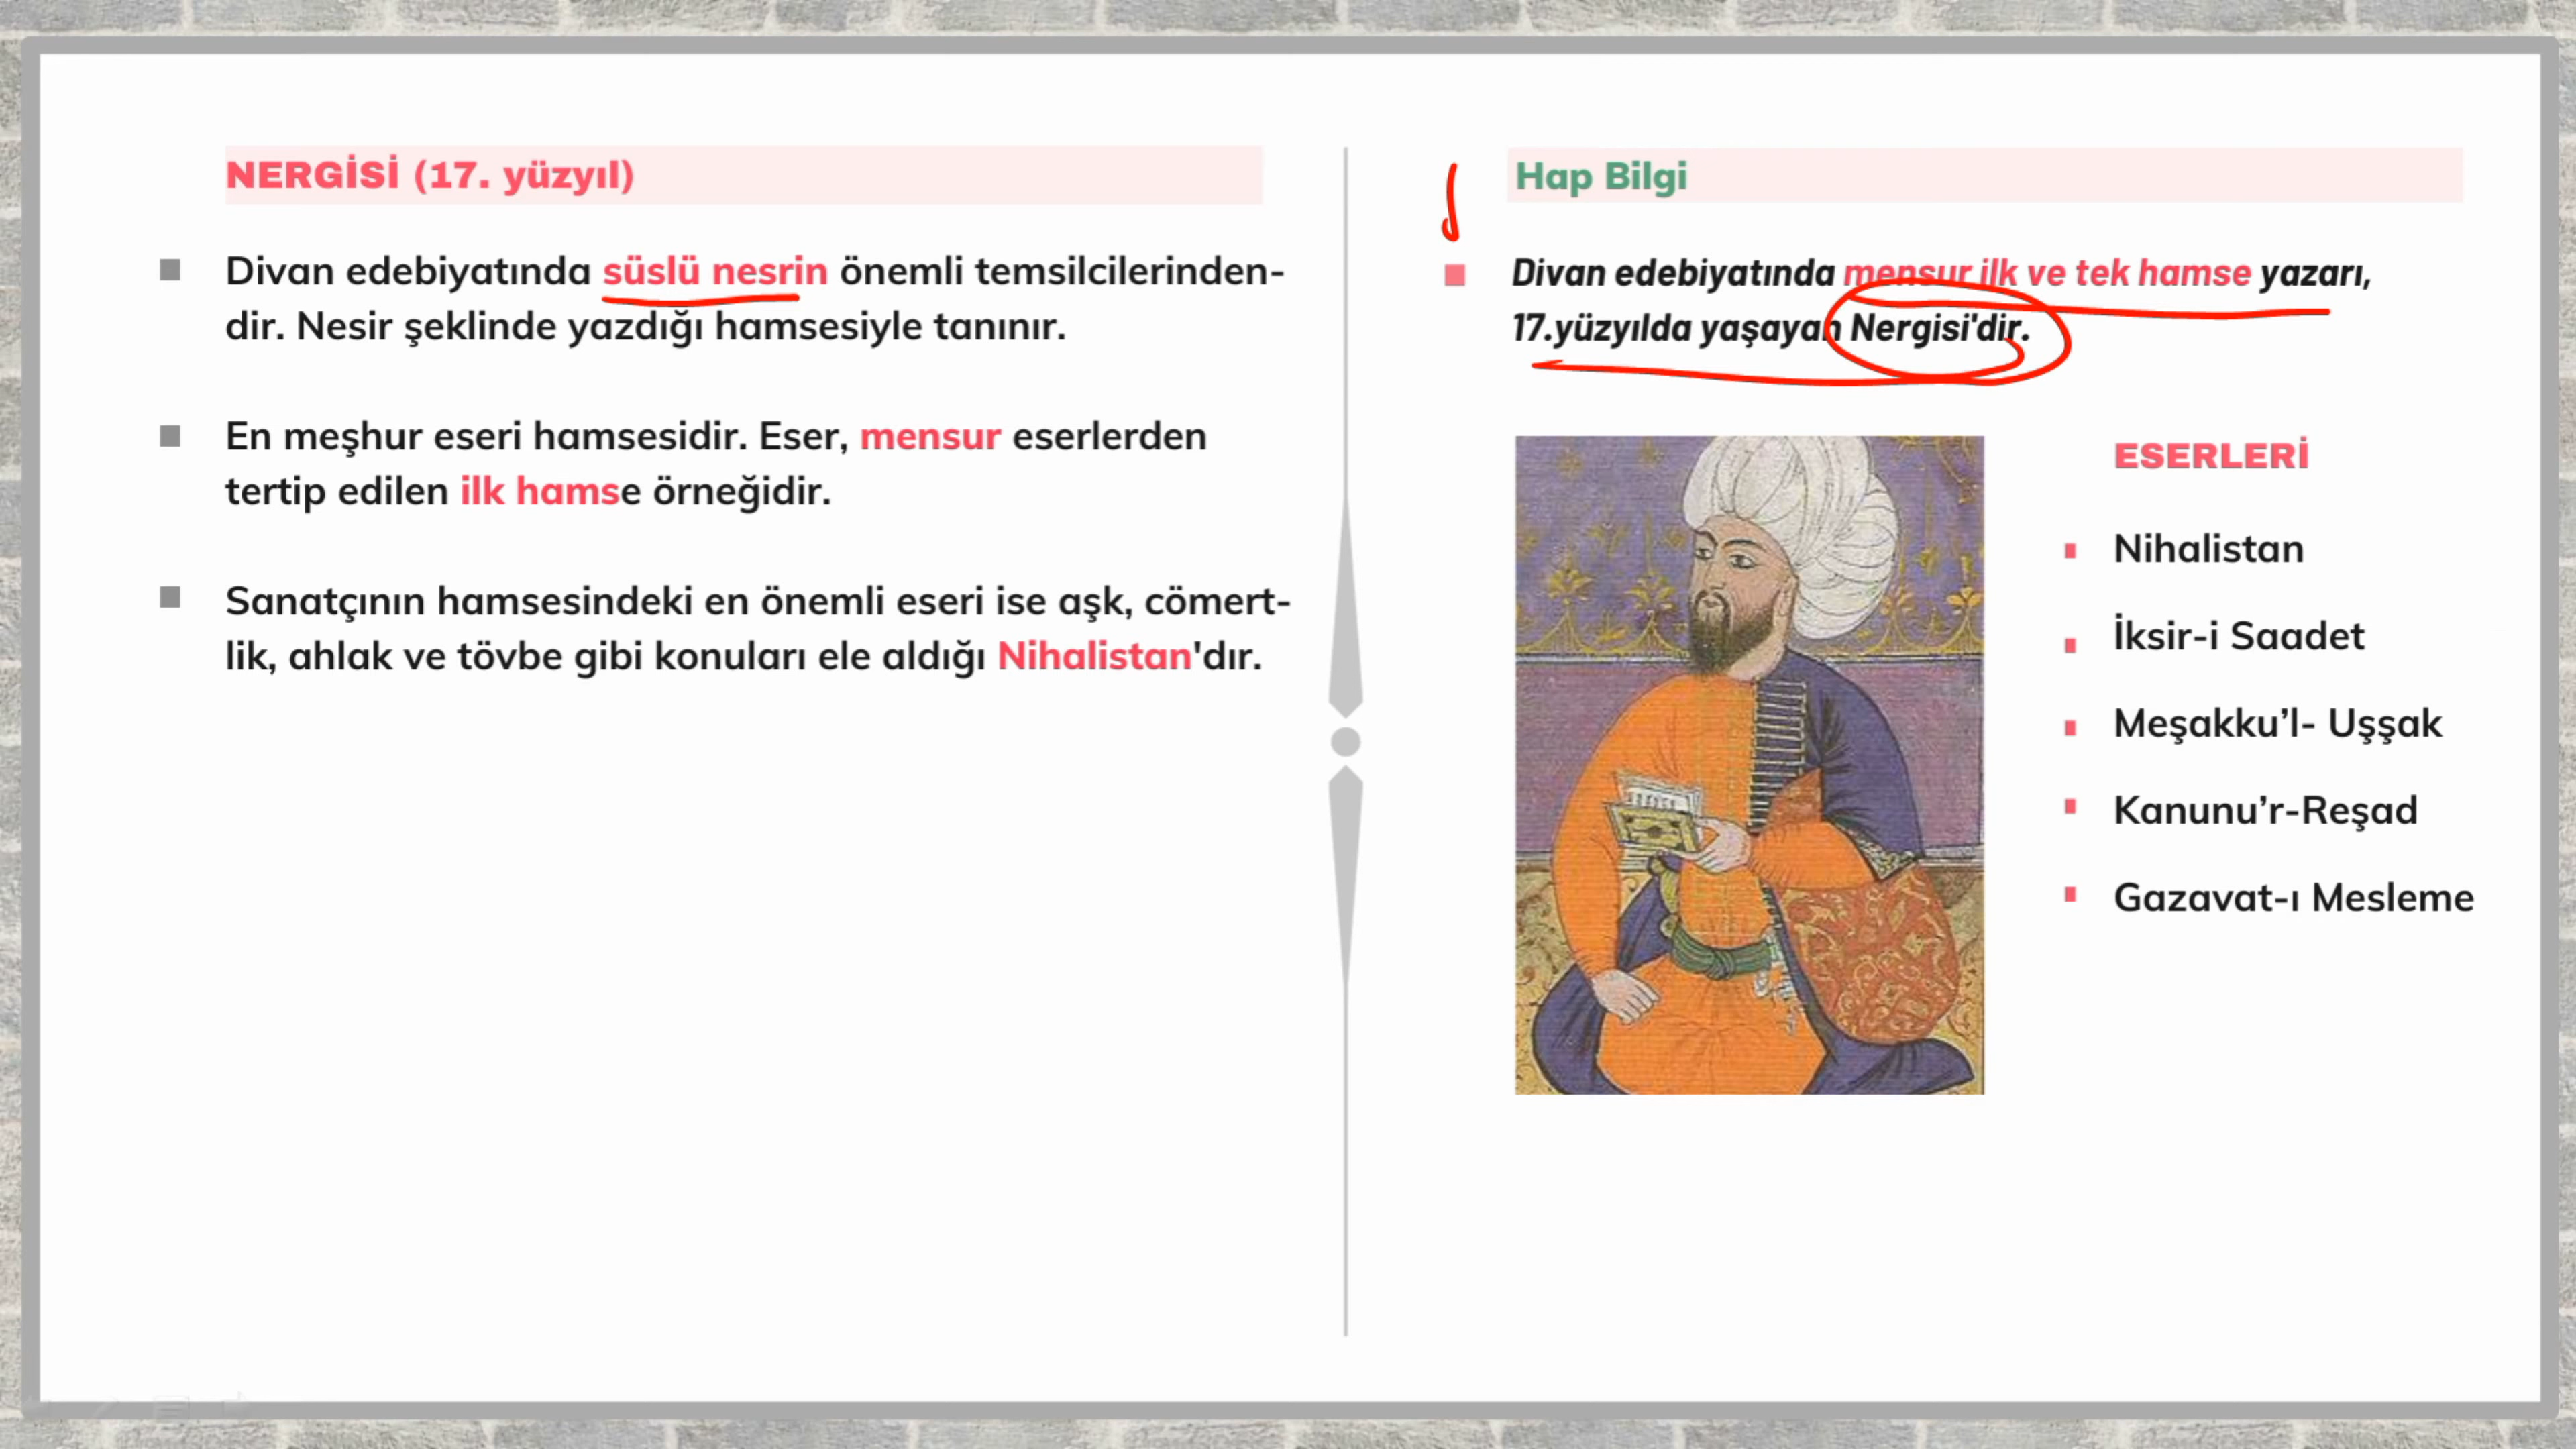 NERGİSİ (17. yüzyıl)
Divan edebiyatında süslü nesrin önemli temsilcilerinden-
dir. Nesir şeklinde yazdığı hamsesiyle tanınır.
En meşhur eseri hamsesidir. Eser, mensur eserlerden
tertip edilen ilk hamse örneğidir.
Sanatçının hamsesindeki en önemli eseri ise aşk, cömert-
lik, ahlak ve tövbe gibi konuları ele aldığı Nihalistan'dır.
Hap Bilgi
Divan edebiyatında mensur ilk ve tek hamse yazarı,
17.yüzyılda yaşayan Nergisi'dir.
ESERLERİ
Nihalistan
İksir-i Saadet
Meşakku’l- Uşşak
Kanunu’r-Reşad
Gazavat-ı Mesleme